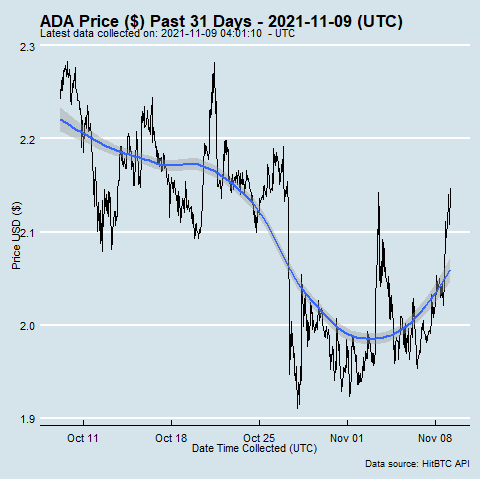 ADA Price ($) Past 31 Days - 2021-11-09 (UTC)
Latest data collected on: 2021-11-09 04:01:10  - UTC
2.3
2.2
2.1
2.0
1.9
Price USD ($)
Oct 11
Oct 18
Oct 25
Nov 01
Nov 08
Date Time Collected (UTC)
Data source: HitBTC API